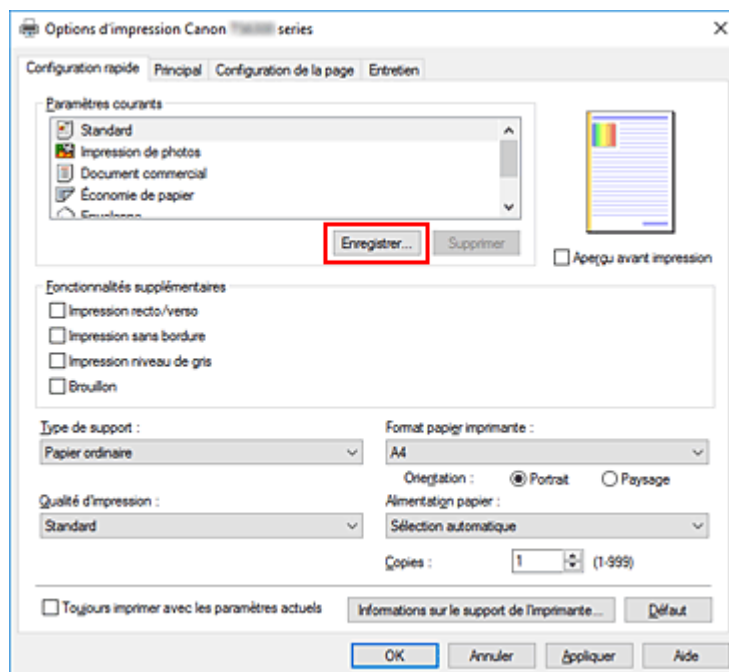 Options d'impression Canon series
Configuration rapide Principal Configuration de la page Entretien
Paramètres courants
Standard
Impression de photos
Document commercial
Économie de papier
Enregistrer... Supprimer
Aperçu avant impression
Fonctionnalités supplémentaires
Impression recto/verso
Impression sans bordure
Impression niveau de gris
Brouillon
Type de support :
Papier ordinaire
Format papier imprimante :
A4
Orientation : Portrait Paysage
Qualité d'impression :
Standard
Alimentation papier :
Sélection automatique
Copies : 1 (1-999)
Toujours imprimer avec les paramètres actuels
Informations sur le support de l'imprimante... Défaut
OK Annuler Appliquer Aide